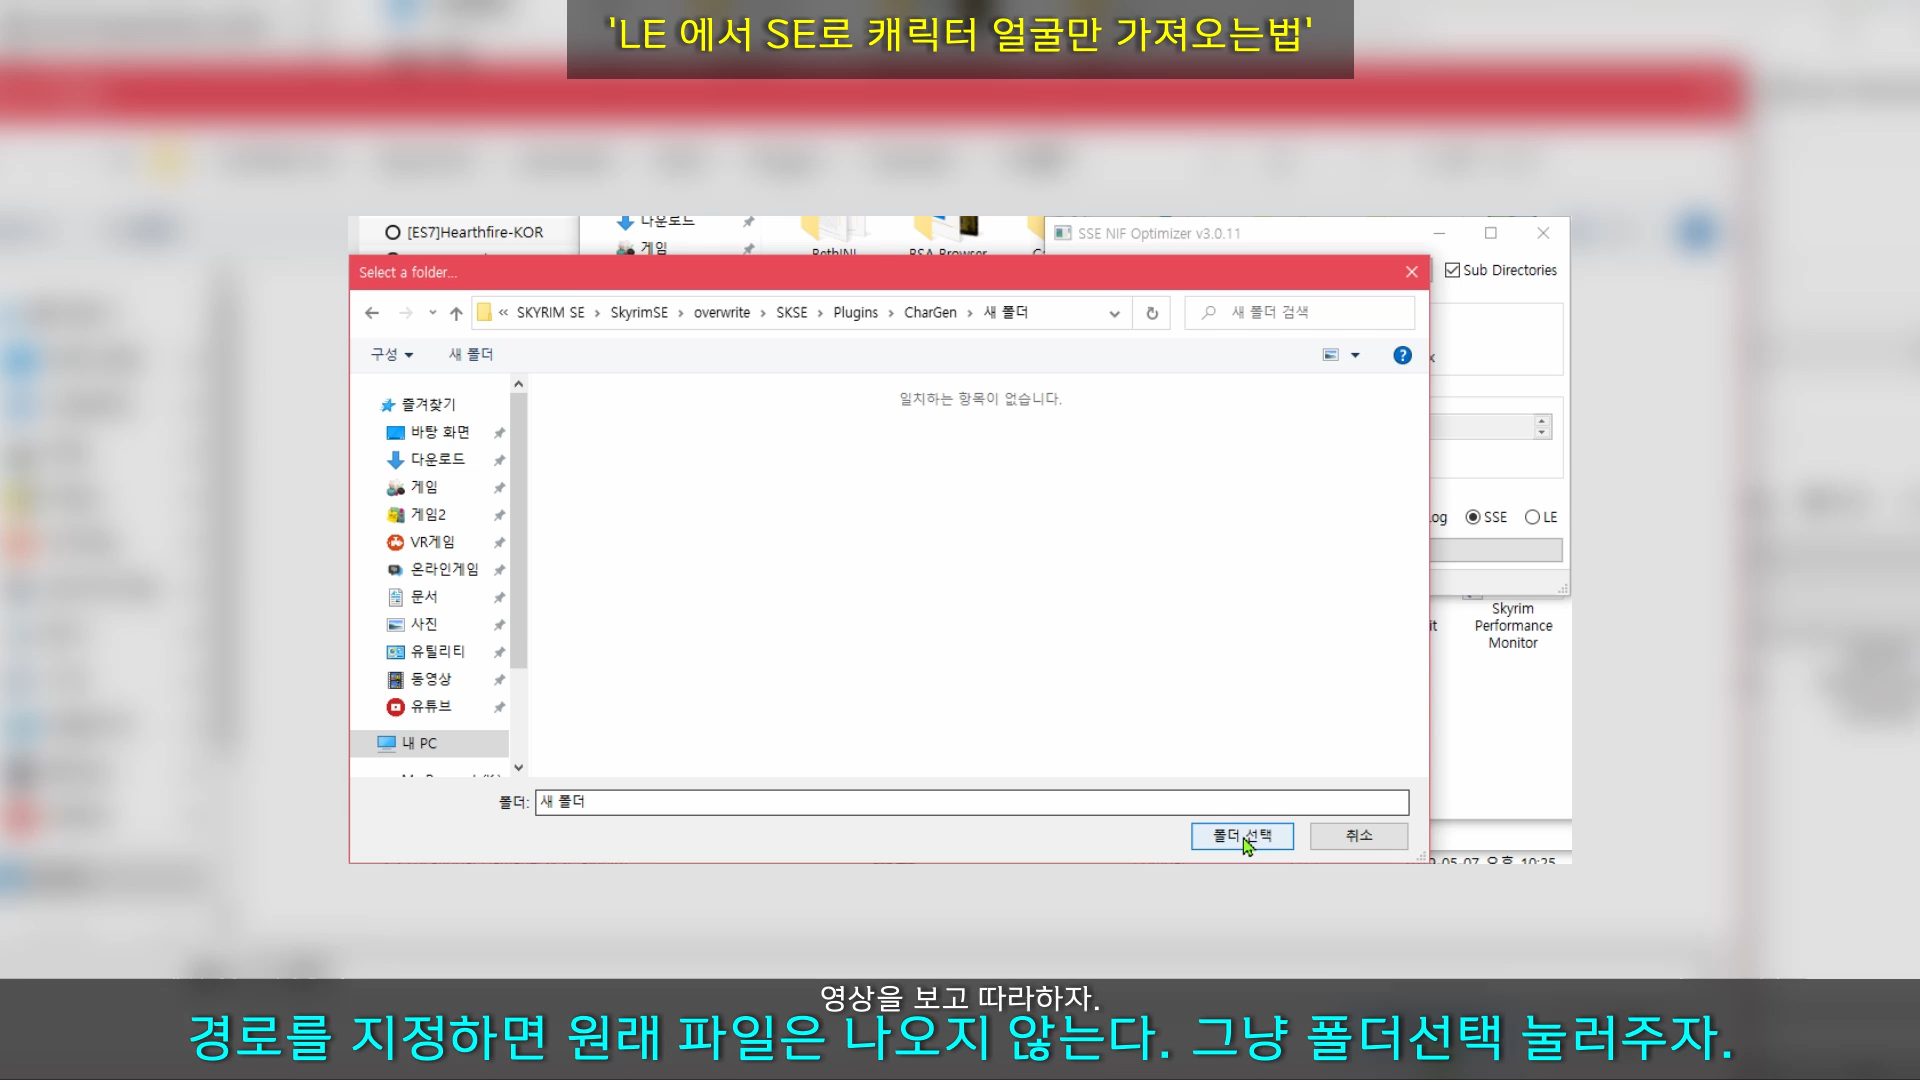 'LE 에서 SE로 캐릭터 얼굴만 가져오는법'
[ES7]Hearthfire-KOR
다운로드
게임
BethINI
BSA Browser
SSE NIF Optimizer v3.0.11
Sub Directories
Select a folder...
« SKYRIM SE › SkyrimSE › overwrite › SKSE › Plugins › CharGen › 새 폴더
새 폴더 검색
구성
새 폴더
일치하는 항목이 없습니다.
즐겨찾기
바탕 화면
다운로드
게임
게임2
VR게임
온라인게임
문서
사진
유틸리티
동영상
유튜브
내 PC
SSE
LE
Skyrim
Performance
Monitor
폴더: 새 폴더
폴더 선택
취소
영상을 보고 따라하자.
경로를 지정하면 원래 파일은 나오지 않는다. 그냥 폴더선택 눌러주자.